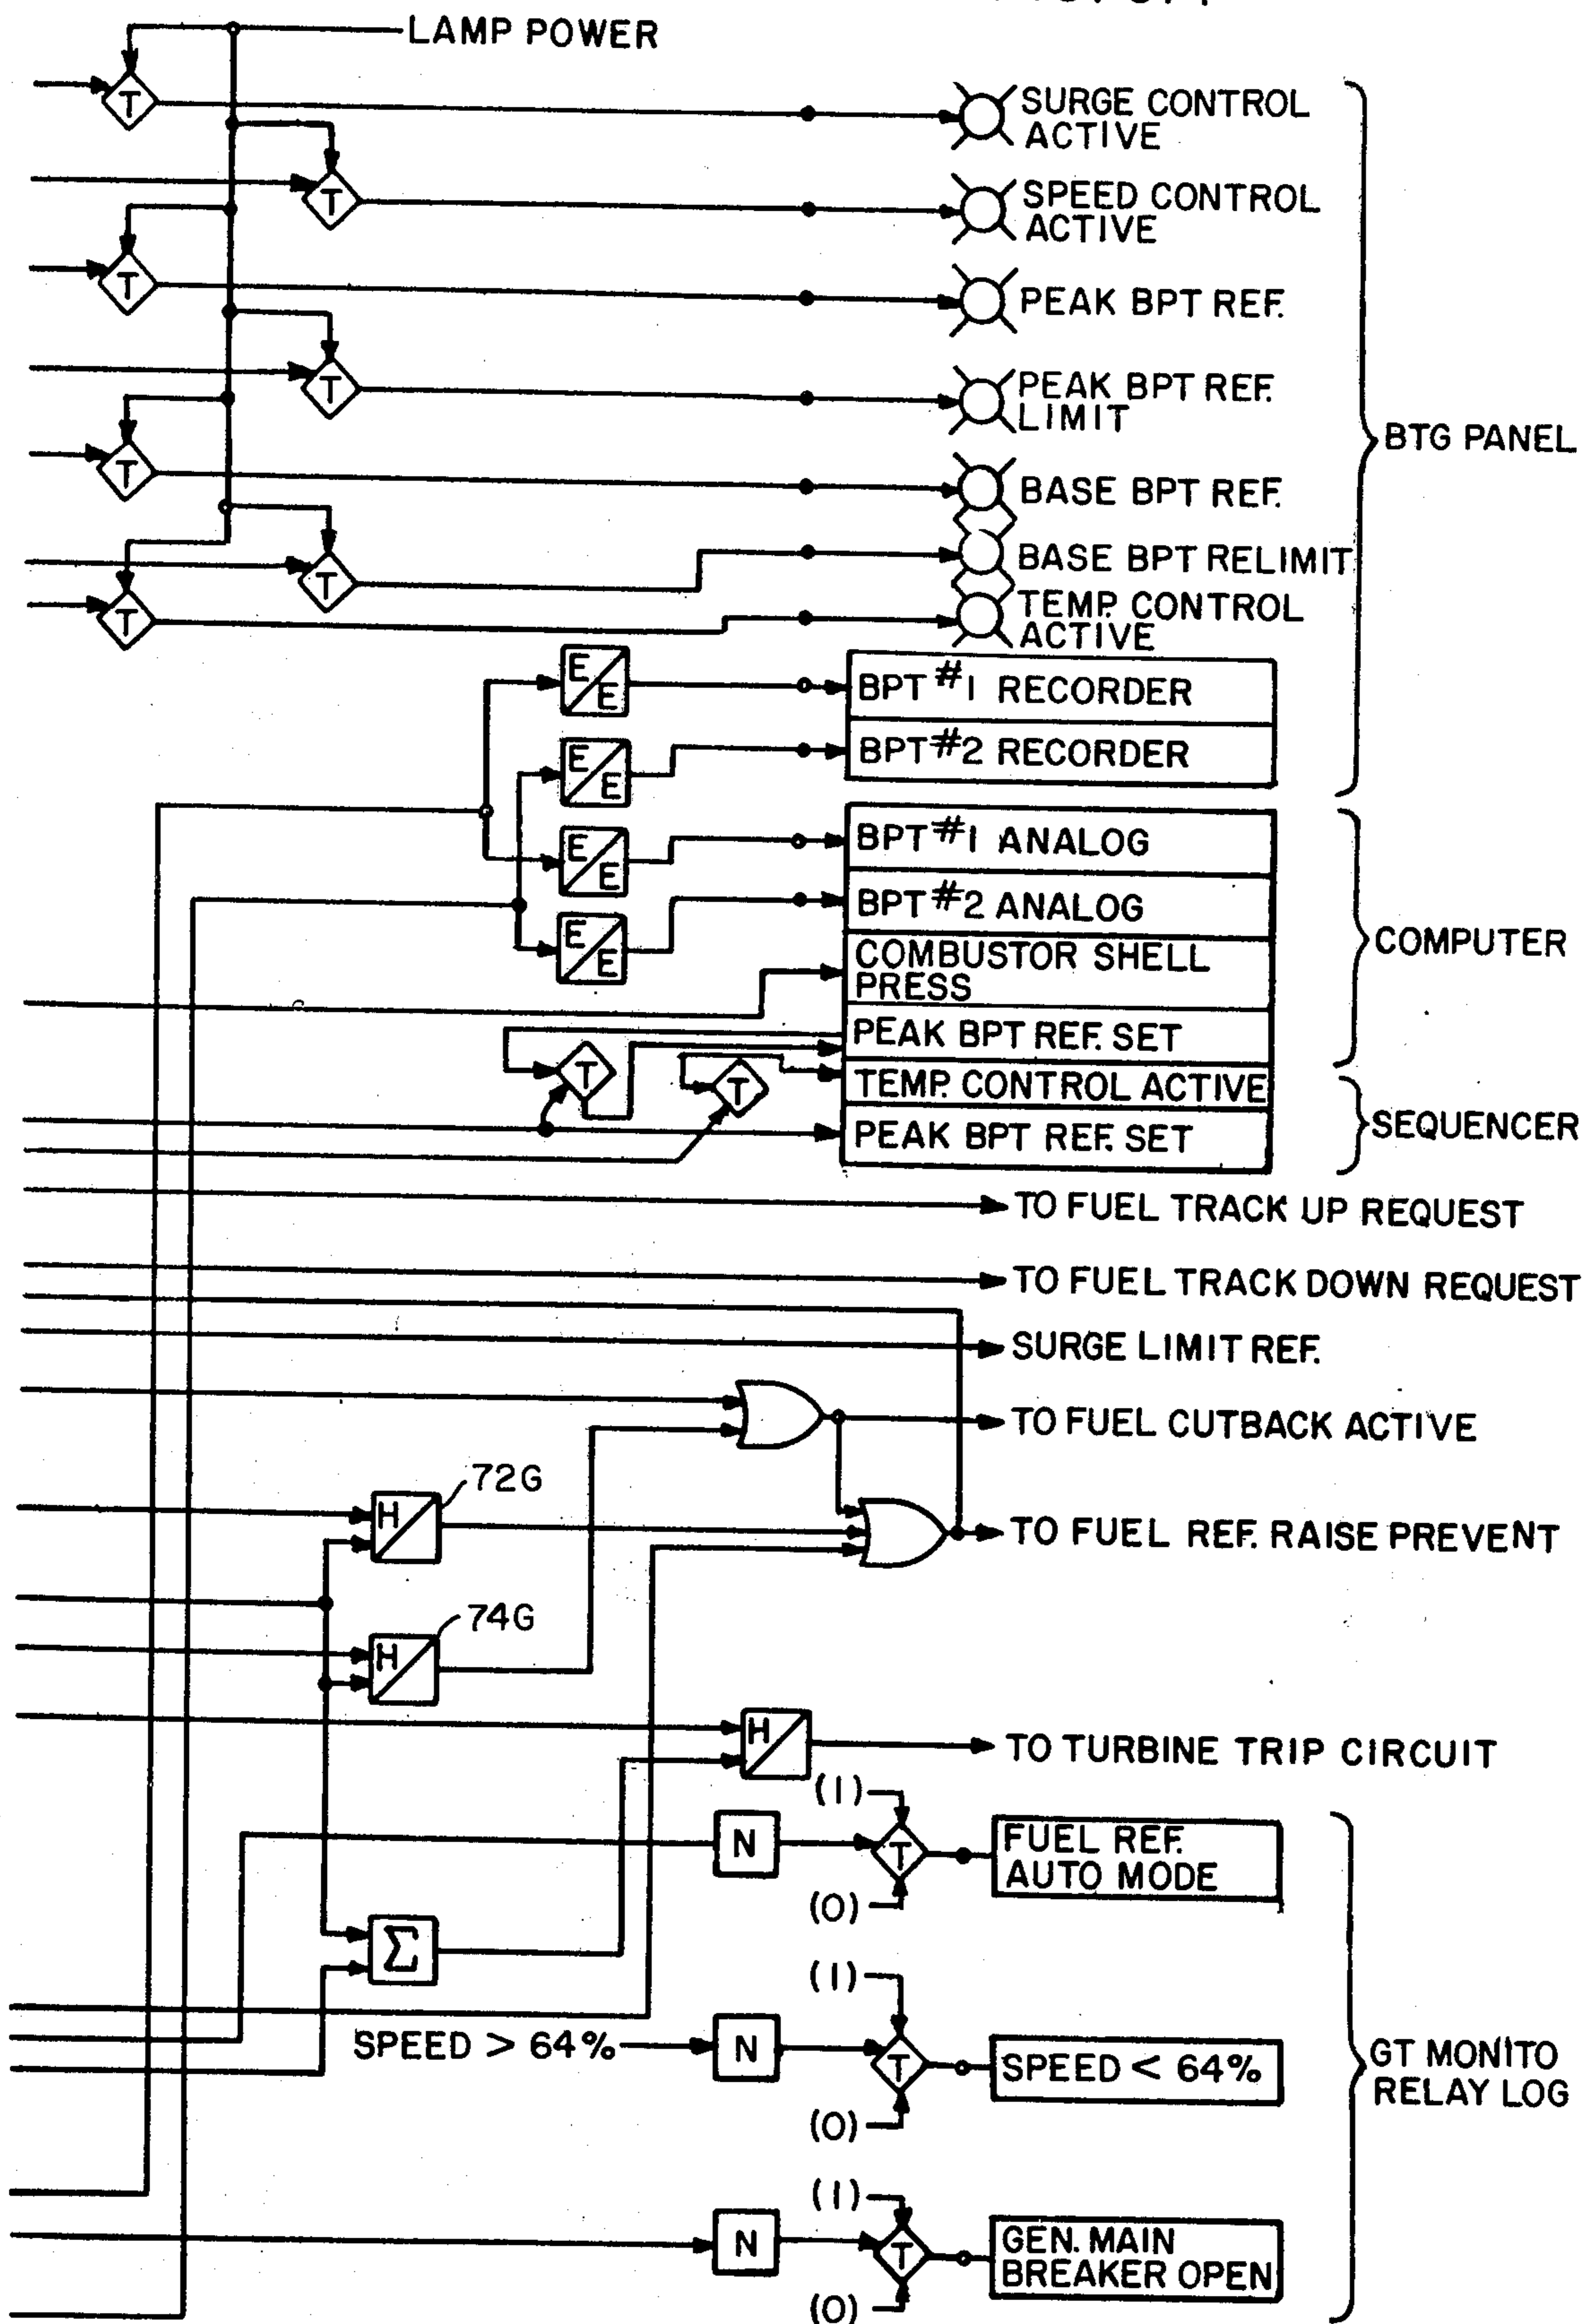 LAMP POWER
T
SURGE CONTROL
ACTIVE
T
SPEED CONTROL
ACTIVE
T
PEAK BPT REF.
T
PEAK BPT REF.
LIMIT
BTG PANEL
T
BASE BPT REF.
T
BASE BPT RELIMIT
T
TEMP. CONTROL
ACTIVE
E/E
BPT #1 RECORDER
E/E
BPT #2 RECORDER
E/E
BPT #1 ANALOG
E/E
BPT #2 ANALOG
COMBUSTOR SHELL
PRESS
COMPUTER
PEAK BPT REF. SET
T
T
TEMP. CONTROL ACTIVE
PEAK BPT REF. SET
SEQUENCER
TO FUEL TRACK UP REQUEST
TO FUEL TRACK DOWN REQUEST
SURGE LIMIT REF.
TO FUEL CUTBACK ACTIVE
72G
H/
TO FUEL REF. RAISE PREVENT
74G
H/
H/
TO TURBINE TRIP CIRCUIT
(1)
N
T
FUEL REF.
AUTO MODE
(0)
Σ
(1)
SPEED > 64%
N
T
SPEED < 64%
(0)
GT MONITO
RELAY LOG
(1)
N
T
GEN. MAIN
BREAKER OPEN
(0)